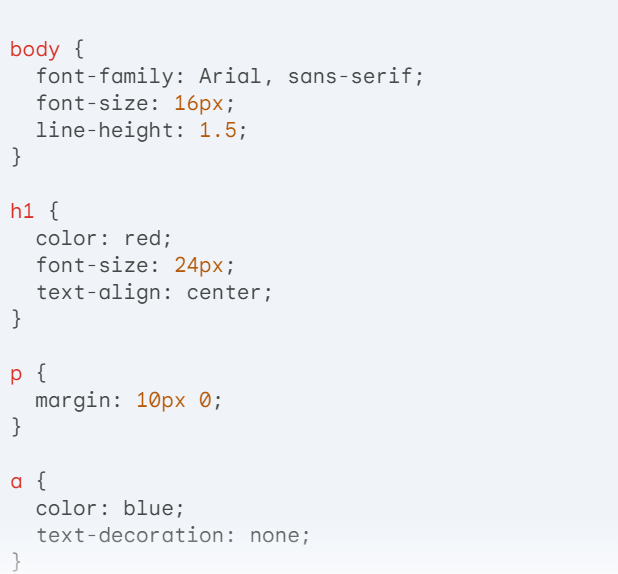 body {
  font-family: Arial, sans-serif;
  font-size: 16px;
  line-height: 1.5;
}

h1 {
  color: red;
  font-size: 24px;
  text-align: center;
}

p {
  margin: 10px 0;
}

a {
  color: blue;
  text-decoration: none;
}